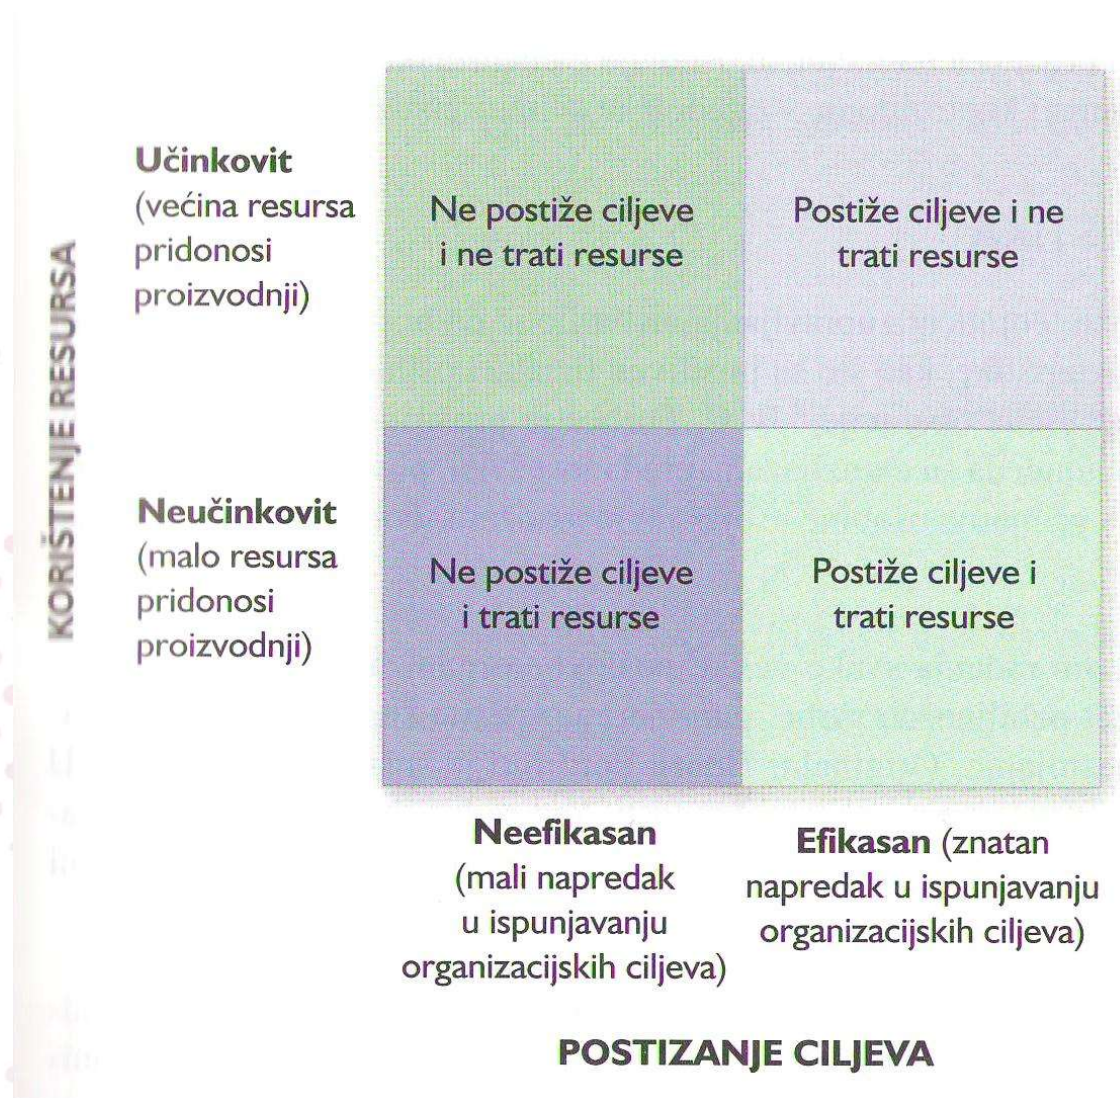 KORIŠTENJE RESURSA
Učinkovit
(većina resursa
pridonosi
proizvodnji)
Ne postiže ciljeve
i ne trati resurse
Postiže ciljeve i ne
trati resurse
Neučinkovit
(malo resursa
pridonosi
proizvodnji)
Ne postiže ciljeve
i trati resurse
Postiže ciljeve i
trati resurse
Neefikasan
(mali napredak
u ispunjavanju
organizacijskih ciljeva)
Efikasan (znatan
napredak u ispunjavanju
organizacijskih ciljeva)
POSTIZANJE CILJEVA